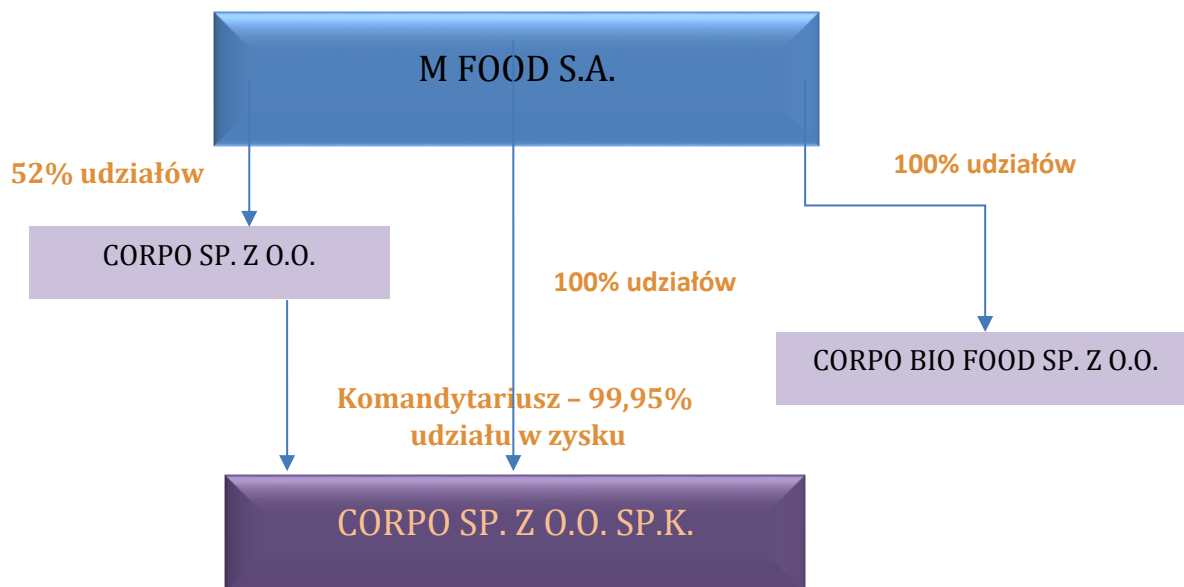 M FOOD S.A.
52% udziałów
100% udziałów
CORPO SP. Z O.O.
100% udziałów
CORPO BIO FOOD SP. Z O.O.
Komandytariusz – 99,95%
udziału w zysku
CORPO SP. Z O.O. SP.K.